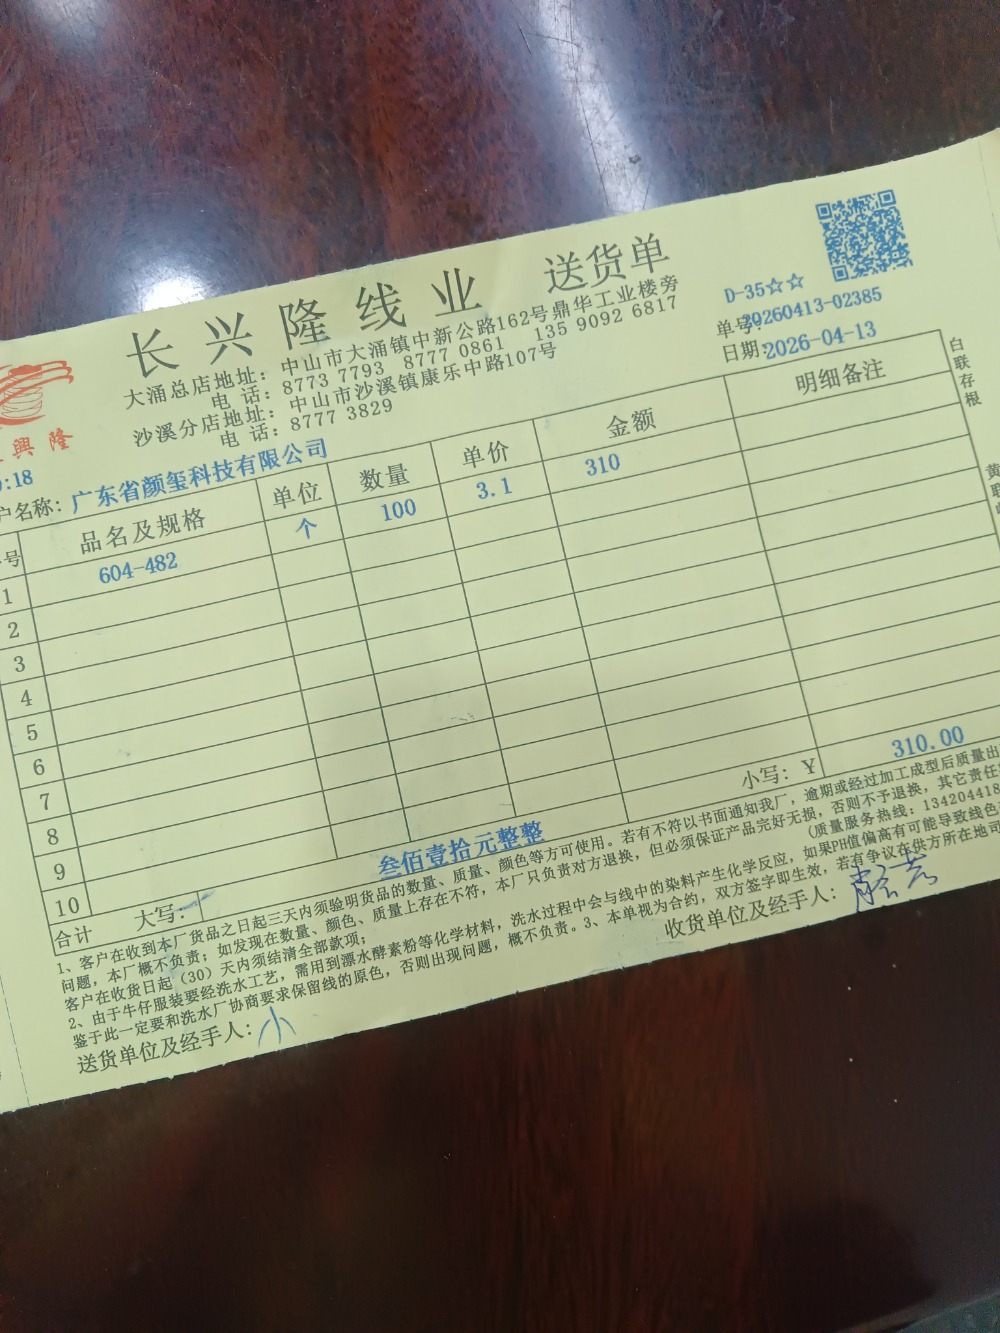 长兴隆线业 送货单
D-35☆☆
大涌总店地址：中山市大涌镇中新公路162号鼎华工业楼旁
单号：20260413-02385
电 话：8773 7793 8777 0861 135 9092 6817
日期：2026-04-13
沙溪分店地址：中山市沙溪镇康乐中路107号
电 话：8777 3829
興隆
:18
户名称：广东省颜玺科技有限公司
白联存根
号 品名及规格 单位 数量 单价 金额 明细备注
1 604-482 个 100 3.1 310
2
3
4
5
6
7
8
9
10
黄联
合计 大写： 叁佰壹拾元整整 小写：Y 310.00
1、客户在收到本厂货品之日起三天内须验明货品的数量、质量、颜色等方可使用。若有不符以书面通知我厂，逾期或经过加工成型后质量出
问题，本厂概不负责；如发现在数量、颜色、质量上存在不符，本厂只负责对方退换，但必须保证产品完好无损，否则不予退换，其它责任
客户在收货日起（30）天内须结清全部款项；
（质量服务热线：134204418
2、由于牛仔服装要经洗水工艺，需用到漂水酵素粉等化学材料，洗水过程中会与线中的染料产生化学反应，如果PH值偏高有可能导致线色
鉴于此一定要和洗水厂协商要求保留线的原色，否则出现问题，概不负责。3、本单视为合约，双方签字即生效，若有争议在供方所在地司
送货单位及经手人：小
收货单位及经手人：